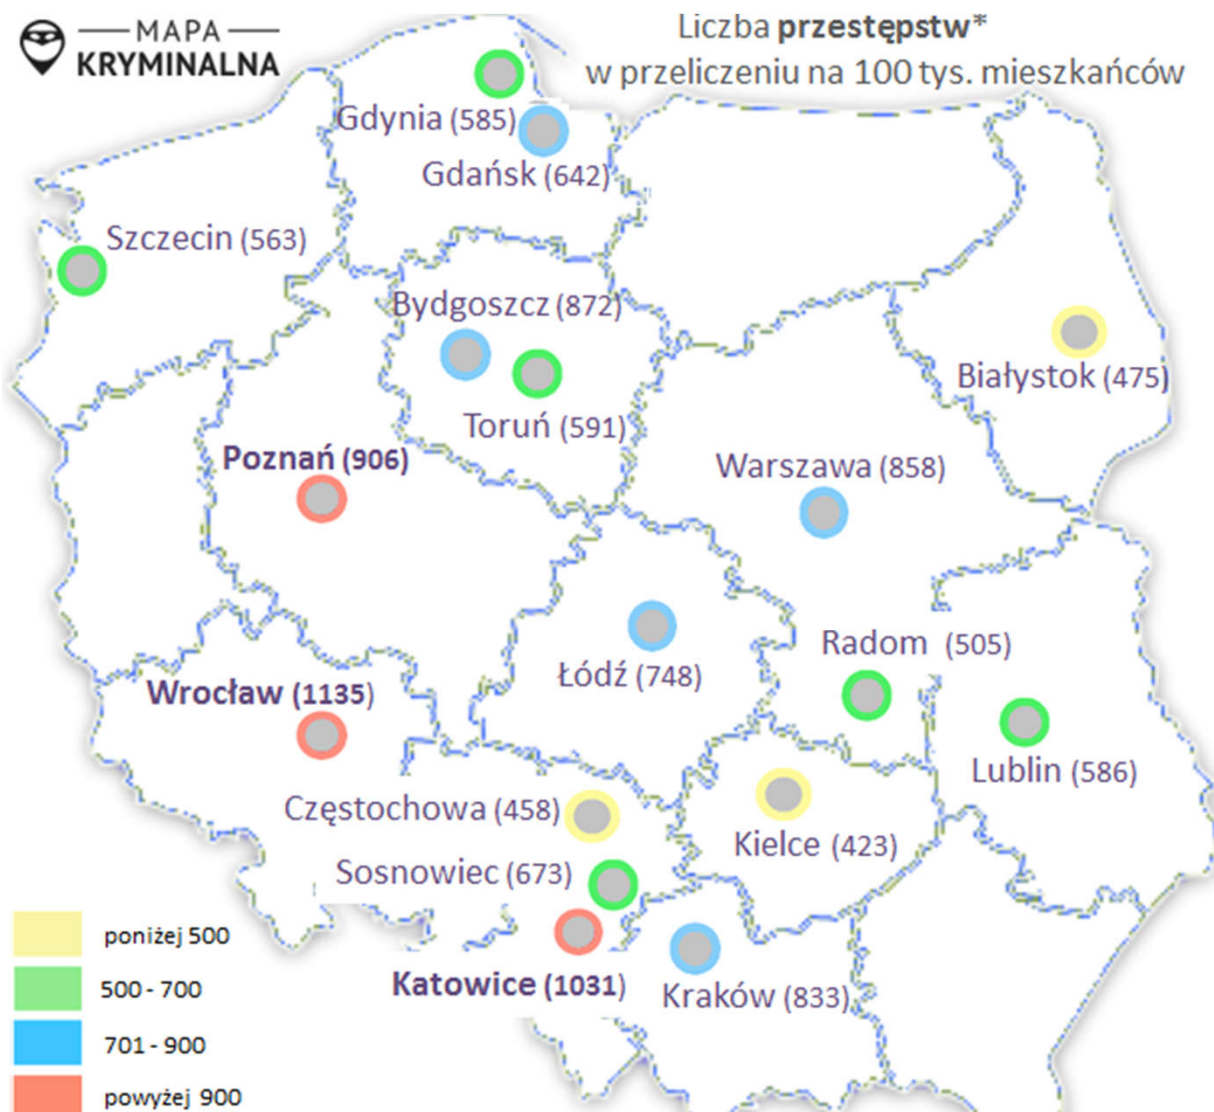 MAPA
KRYMINALNA
Liczba przestępstw*
w przeliczeniu na 100 tys. mieszkańców
Gdynia (585)
Gdańsk (642)
Szczecin (563)
Bydgoszcz (872)
Białystok (475)
Toruń (591)
Poznań (906)
Warszawa (858)
Radom (505)
Łódź (748)
Wrocław (1135)
Lublin (586)
Częstochowa (458)
Kielce (423)
Sosnowiec (673)
Katowice (1031)
Kraków (833)
poniżej 500
500 - 700
701 - 900
powyżej 900